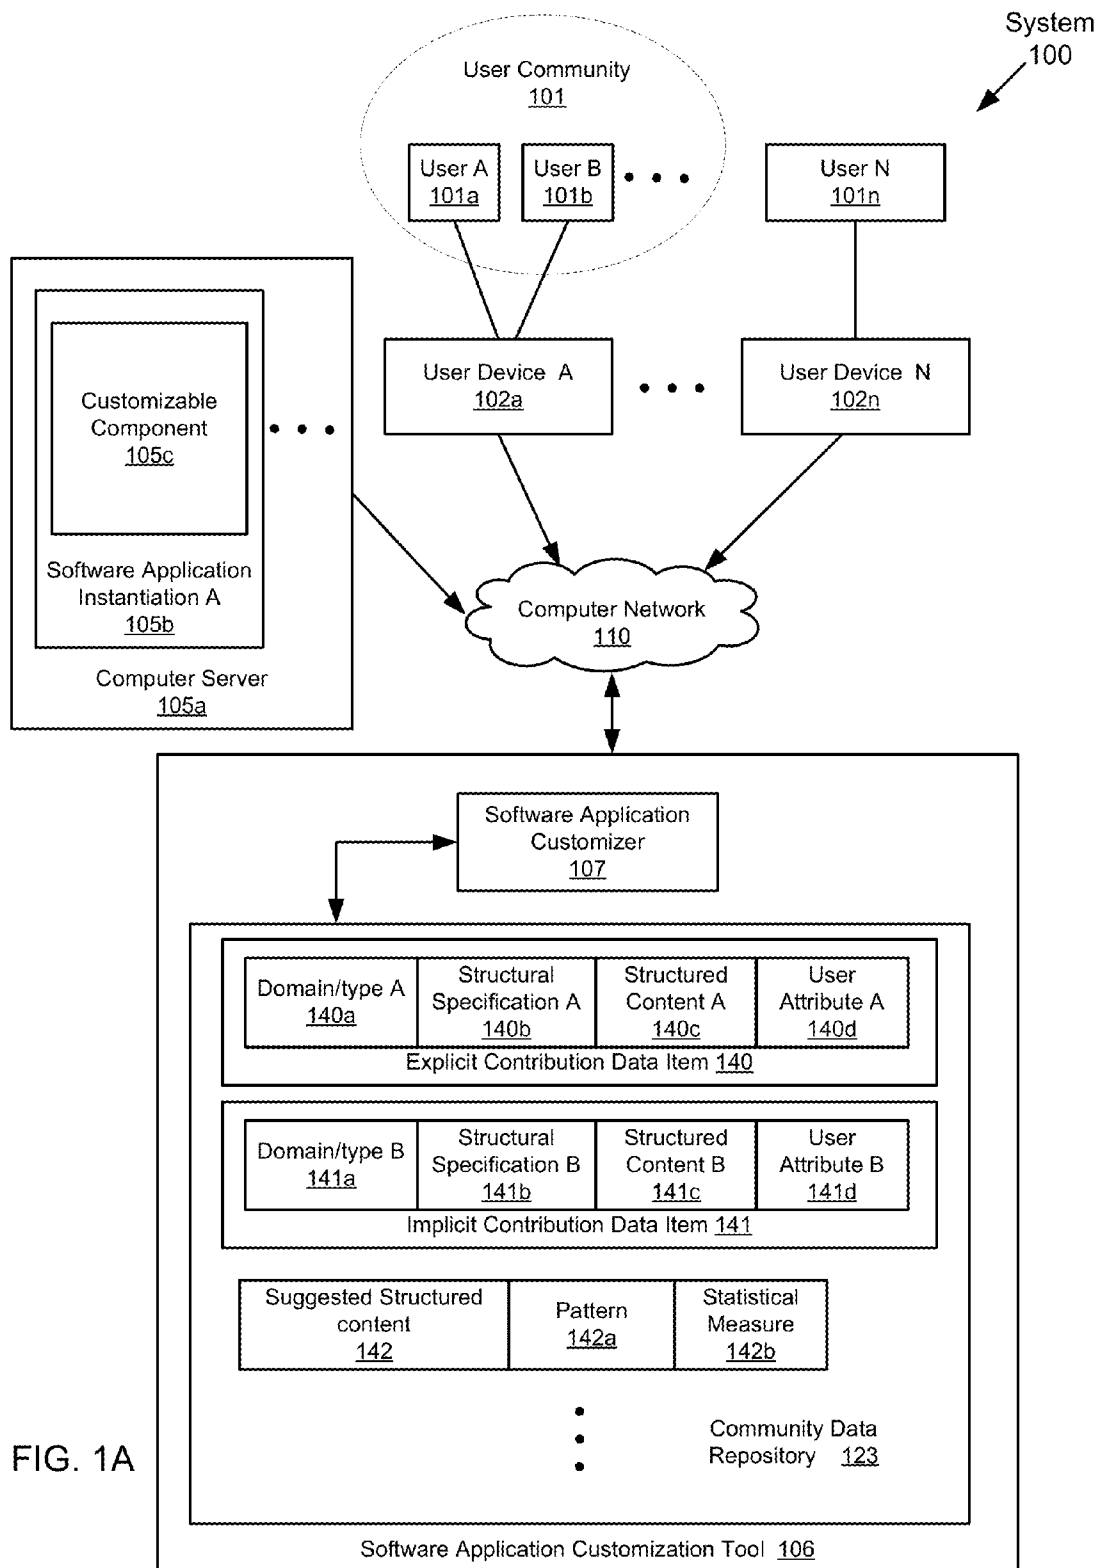 System
100
User Community
101
User A
101a
User B
101b
User N
101n
User Device A
102a
User Device N
102n
Customizable
Component
105c
Software Application
Instantiation A
105b
Computer Server
105a
Computer Network
110
Software Application
Customizer
107
Domain/type A
140a
Structural
Specification A
140b
Structured
Content A
140c
User
Attribute A
140d
Explicit Contribution Data Item 140
Domain/type B
141a
Structural
Specification B
141b
Structured
Content B
141c
User
Attribute B
141d
Implicit Contribution Data Item 141
Suggested Structured
content
142
Pattern
142a
Statistical
Measure
142b
Community Data
Repository 123
FIG. 1A
Software Application Customization Tool 106